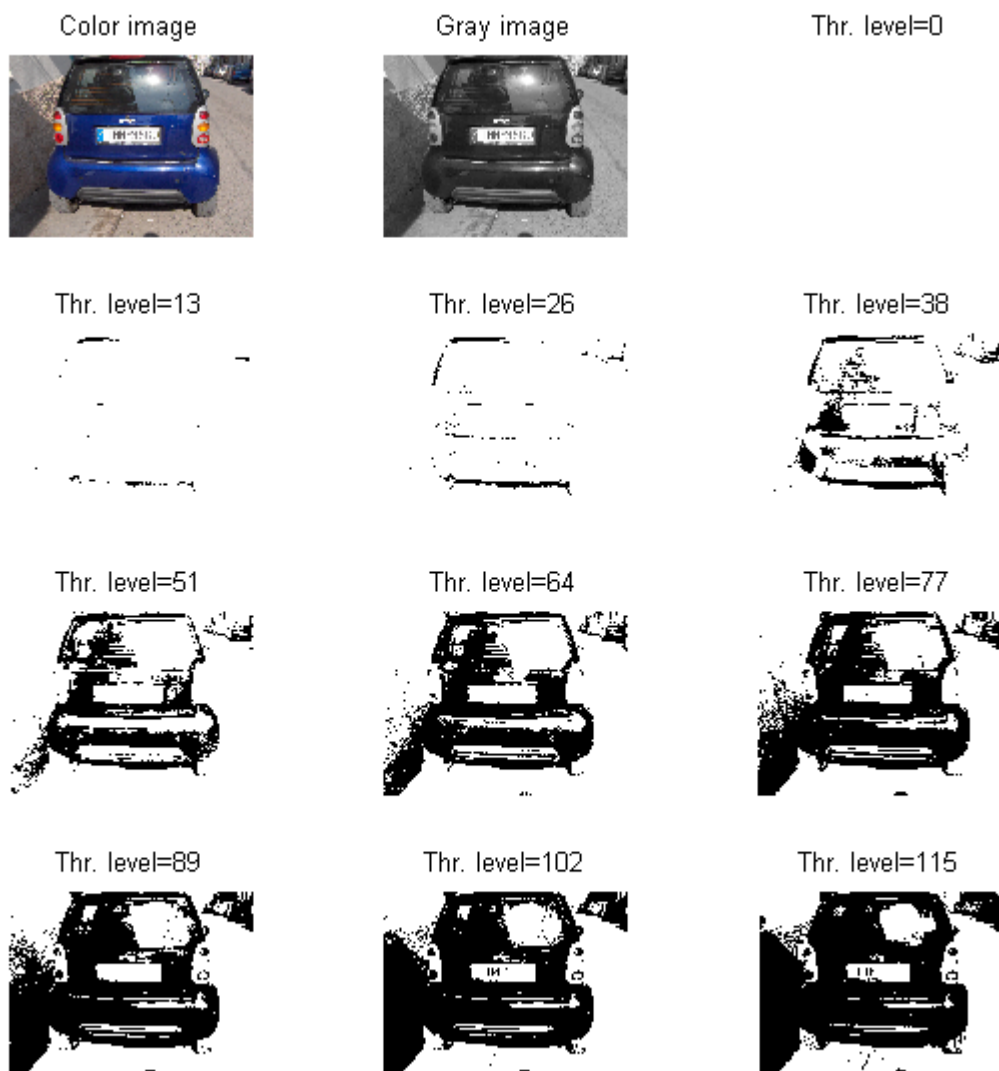 Color image
Gray image
Thr. level=0
Thr. level=13
Thr. level=26
Thr. level=38
Thr. level=51
Thr. level=64
Thr. level=77
Thr. level=89
Thr. level=102
Thr. level=115